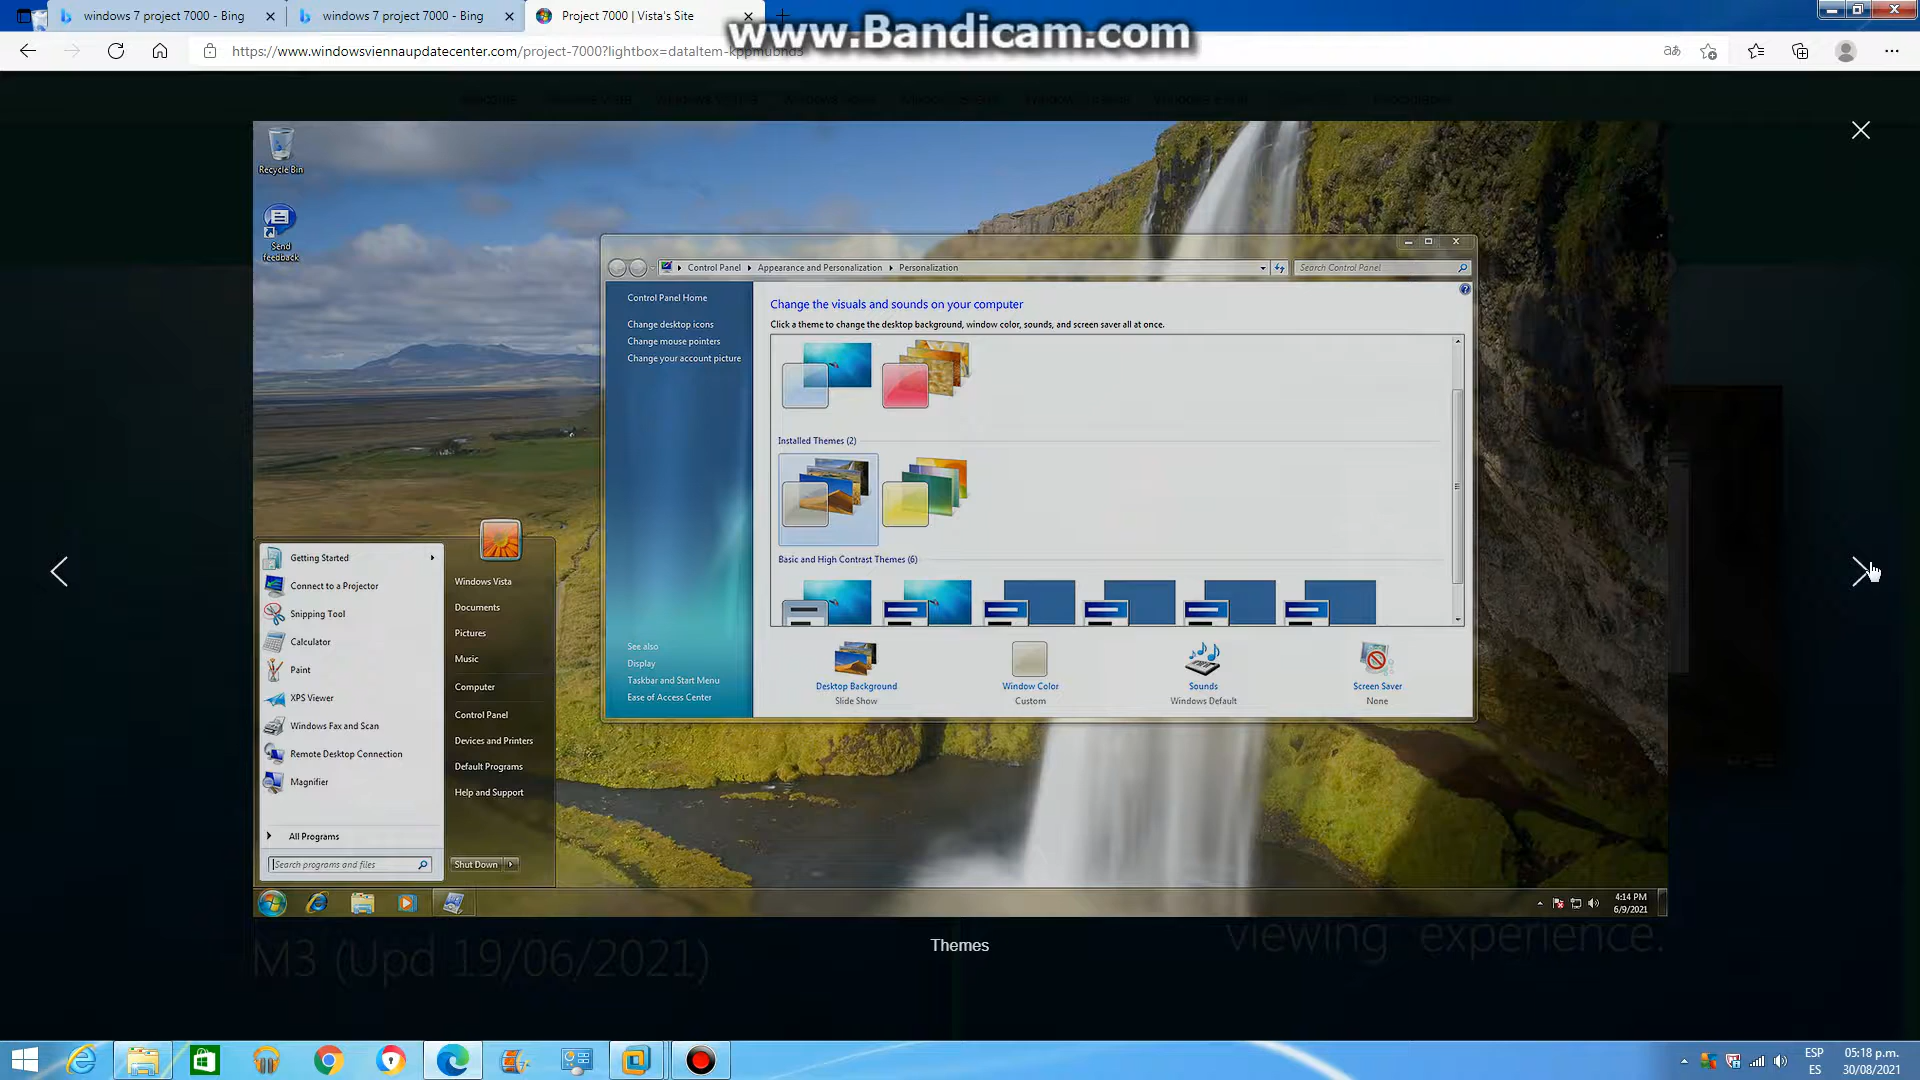 windows 7 project 7000 - Bing
windows 7 project 7000 - Bing
Project 7000 | Vista's Site
www.Bandicam.com
https://www.windowsviennaupdatecenter.com/project-7000?lightbox=dataItem-kppmubnd3
Recycle Bin
Send
feedback
Control Panel
Appearance and Personalization
Personalization
Search Control Panel
Control Panel Home
Change desktop icons
Change mouse pointers
Change your account picture
Change the visuals and sounds on your computer
Click a theme to change the desktop background, window color, sounds, and screen saver all at once.
Installed Themes (2)
Basic and High Contrast Themes (6)
See also
Display
Taskbar and Start Menu
Ease of Access Center
Desktop Background
Slide Show
Window Color
Custom
Sounds
Windows Default
Screen Saver
None
Getting Started
Connect to a Projector
Snipping Tool
Calculator
Paint
XPS Viewer
Windows Fax and Scan
Remote Desktop Connection
Magnifier
All Programs
Search programs and files
Windows Vista
Documents
Pictures
Music
Computer
Control Panel
Devices and Printers
Default Programs
Help and Support
Shut Down
4:14 PM
6/9/2021
Themes
M3 (Upd 19/06/2021)
viewing experience.
ESP
ES
05:18 p.m.
30/08/2021